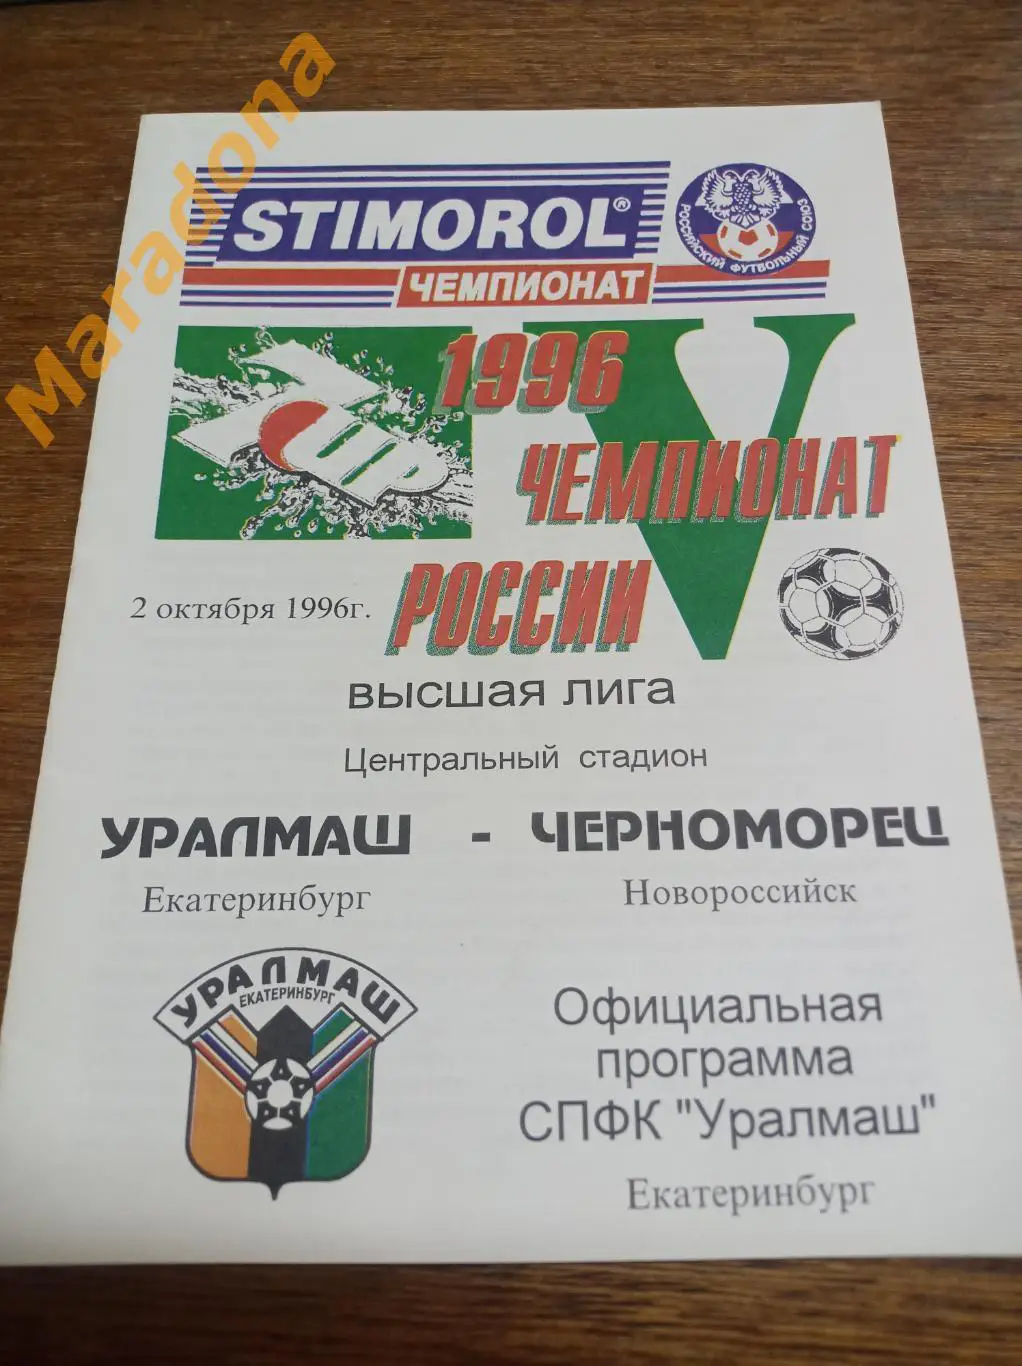 Maradona
STIMOROL®
ЧЕМПИОНАТ
РОССИЙСКИЙ ФУТБОЛЬНЫЙ СОЮЗ
7UP
1996 V
ЧЕМПИОНАТ
РОССИИ
2 октября 1996г.
ВЫСШАЯ ЛИГА
Центральный стадион
УРАЛМАШ - ЧЕРНОМОРЕЦ
Екатеринбург Новороссийск
УРАЛМАШ
ЕКАТЕРИНБУРГ
Официальная
программа
СПФК "Уралмаш"
Екатеринбург